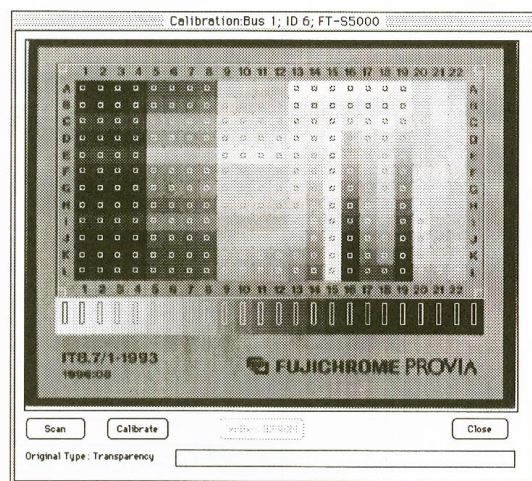 Calibration:Bus 1; ID 6; FT-S5000
1 2 3 4 5 6 7 8 9 10 11 12 13 14 15 16 17 18 19 20 21 22
A A
B B
C C
D D
E E
F F
G G
H H
I I
J J
K K
L L
1 2 3 4 5 6 7 8 9 10 11 12 13 14 15 16 17 18 19 20 21 22
IT8.7/1-1993
1996:08
FUJICHROME PROVIA
Scan Calibrate Close
Original Type: Transparency